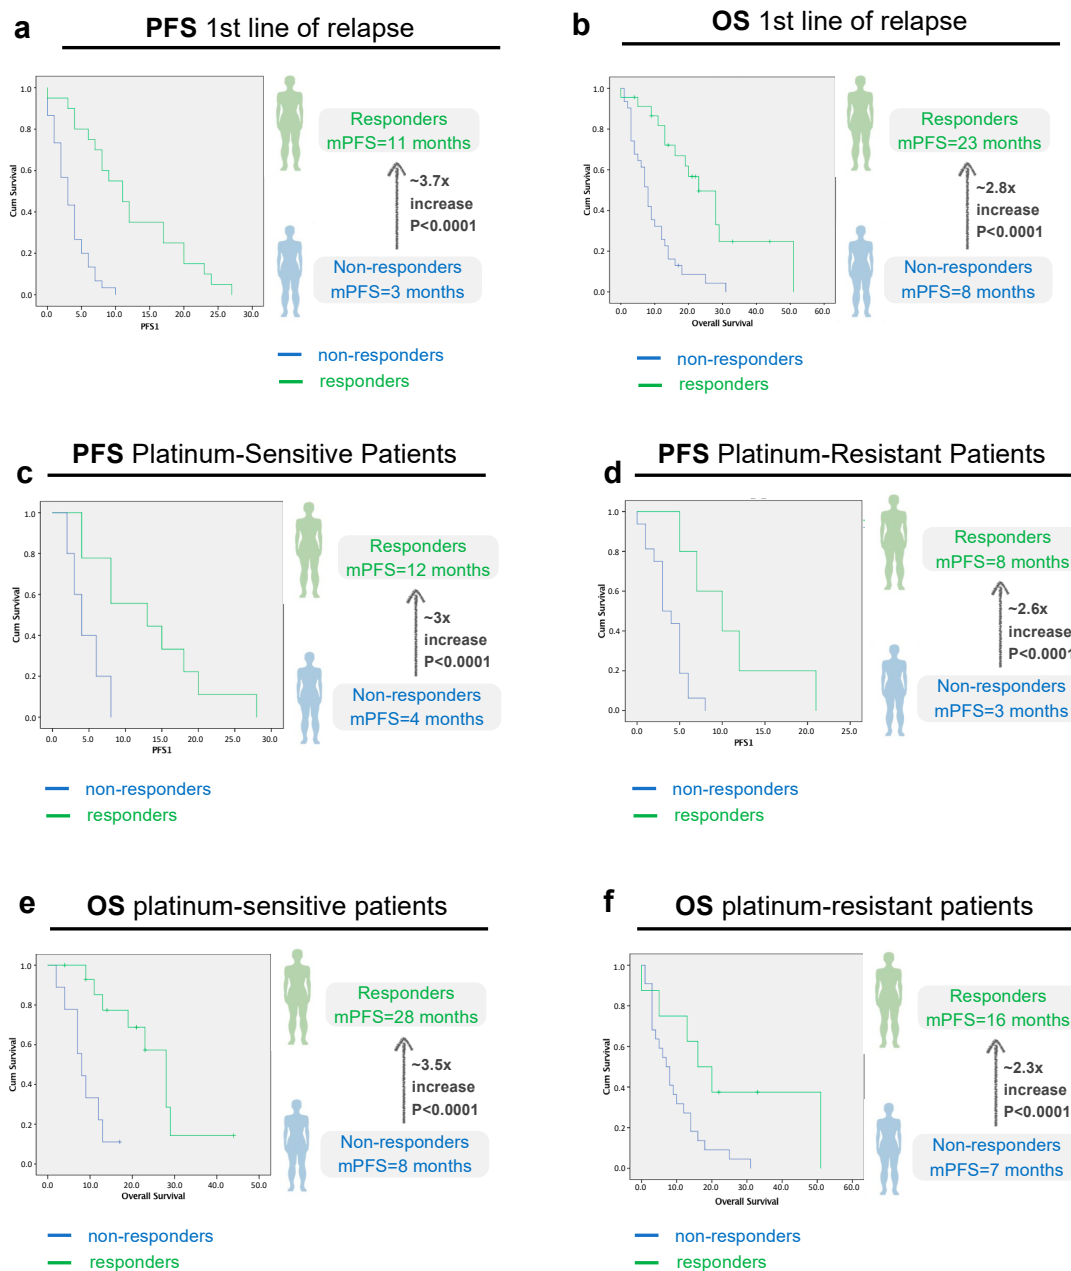 a
PFS 1st line of relapse
1.0
0.8
0.6
0.4
0.2
0.0
Cum Survival
0.0 5.0 10.0 15.0 20.0 25.0 30.0
PFS1
Responders
mPFS=11 months
~3.7x
increase
P<0.0001
Non-responders
mPFS=3 months
non-responders
responders
b
OS 1st line of relapse
1.0
0.8
0.6
0.4
0.2
0.0
Cum Survival
0.0 10.0 20.0 30.0 40.0 50.0 60.0
Overall Survival
Responders
mPFS=23 months
~2.8x
increase
P<0.0001
Non-responders
mPFS=8 months
non-responders
responders
c
PFS Platinum-Sensitive Patients
1.0
0.8
0.6
0.4
0.2
0.0
Cum Survival
0.0 5.0 10.0 15.0 20.0 25.0 30.0
PFS1
Responders
mPFS=12 months
~3x
increase
P<0.0001
Non-responders
mPFS=4 months
non-responders
responders
d
PFS Platinum-Resistant Patients
1.0
0.8
0.6
0.4
0.2
0.0
Cum Survival
0.0 5.0 10.0 15.0 20.0 25.0
PFS1
Responders
mPFS=8 months
~2.6x
increase
P<0.0001
Non-responders
mPFS=3 months
non-responders
responders
e
OS platinum-sensitive patients
1.0
0.8
0.6
0.4
0.2
0.0
Cum Survival
0.0 10.0 20.0 30.0 40.0 50.0
Overall Survival
Responders
mPFS=28 months
~3.5x
increase
P<0.0001
Non-responders
mPFS=8 months
non-responders
responders
f
OS platinum-resistant patients
1.0
0.8
0.6
0.4
0.2
0.0
Cum Survival
0.0 10.0 20.0 30.0 40.0 50.0 60.0
Overall Survival
Responders
mPFS=16 months
~2.3x
increase
P<0.0001
Non-responders
mPFS=7 months
non-responders
responders